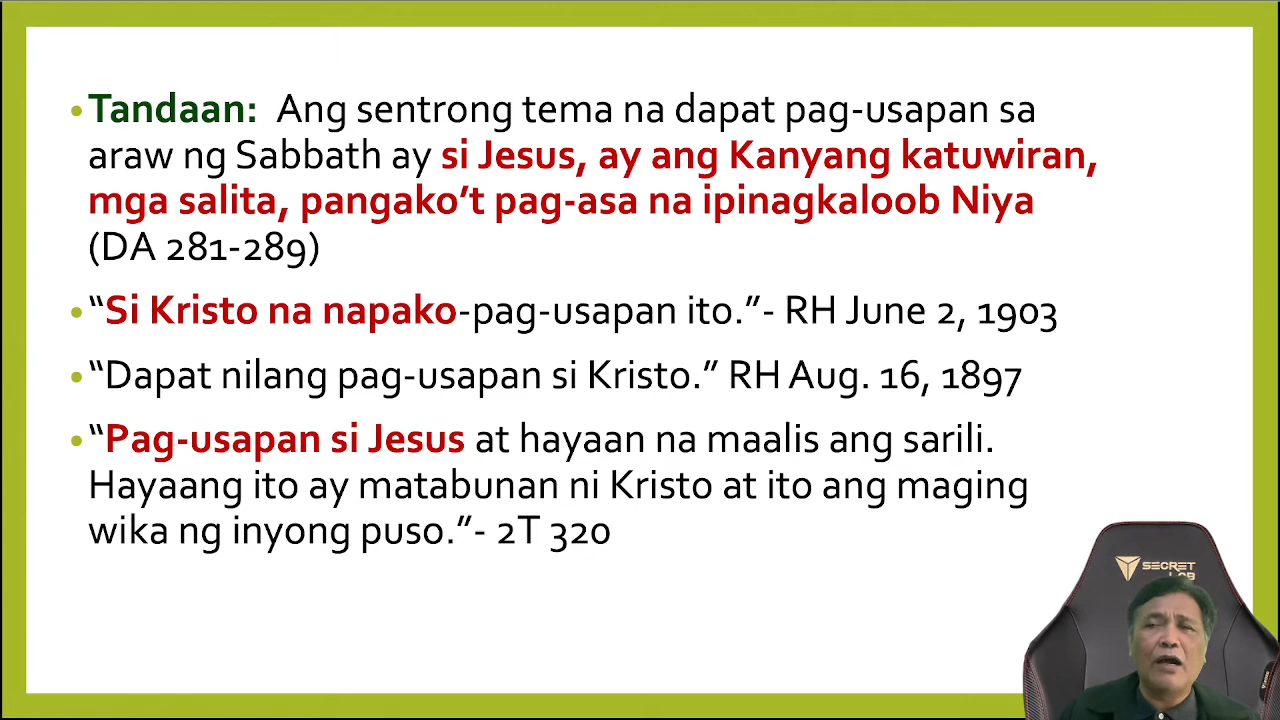 •Tandaan: Ang sentrong tema na dapat pag-usapan sa
araw ng Sabbath ay si Jesus, ay ang Kanyang katuwiran,
mga salita, pangako’t pag-asa na ipinagkaloob Niya
(DA 281-289)
•“Si Kristo na napako-pag-usapan ito.”- RH June 2, 1903
•“Dapat nilang pag-usapan si Kristo.” RH Aug. 16, 1897
•“Pag-usapan si Jesus at hayaan na maalis ang sarili.
Hayaang ito ay matabunan ni Kristo at ito ang maging
wika ng inyong puso.”- 2T 320
SECRET
LAB